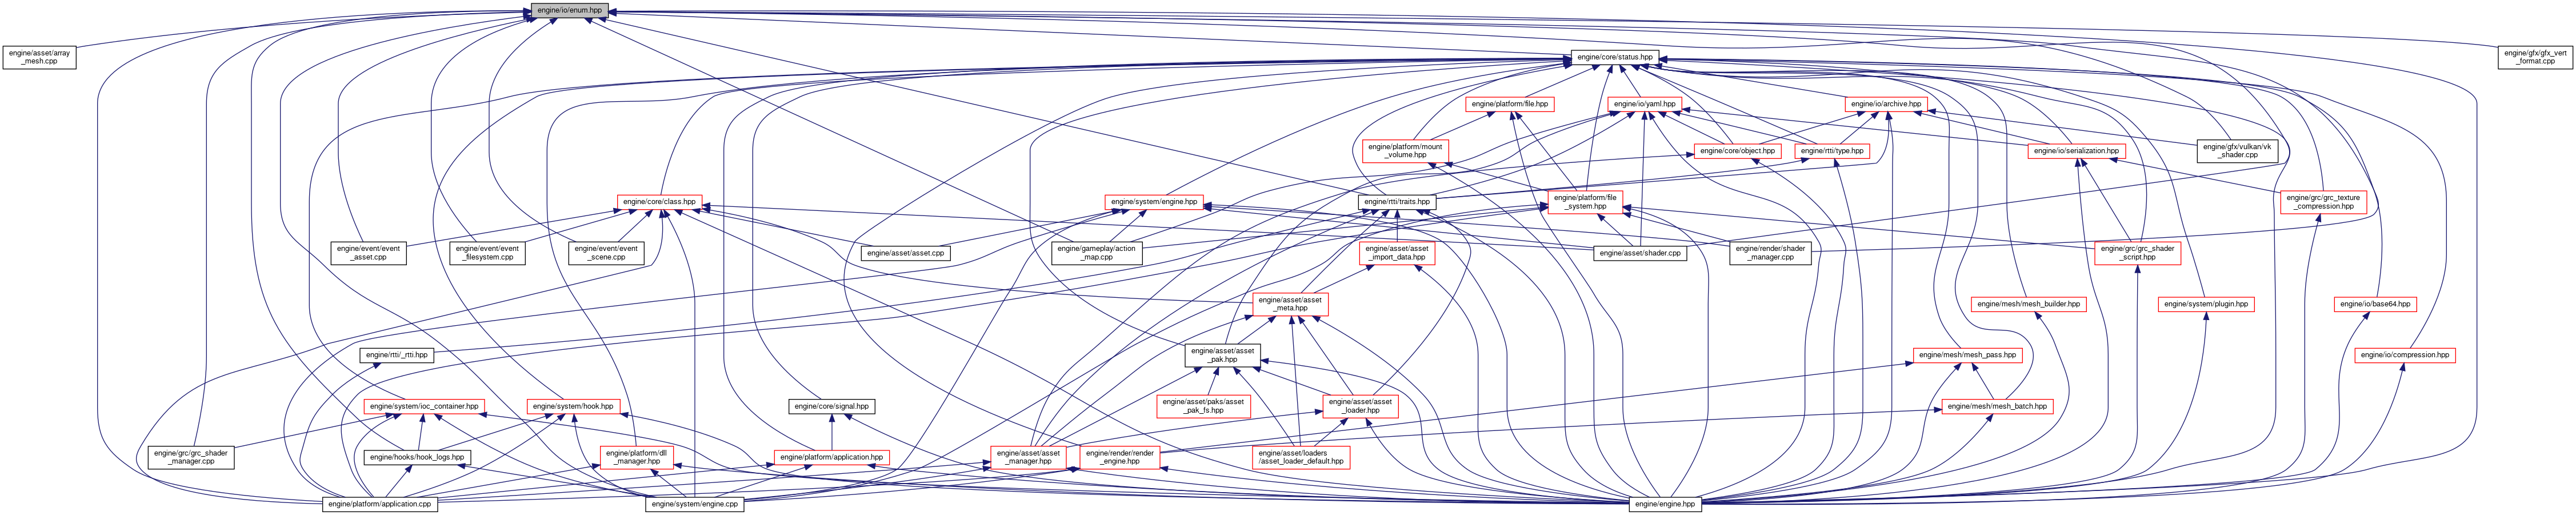 engine/io/enum.hpp
engine/asset/array
_mesh.cpp
engine/core/status.hpp
engine/gfx/gfx_vert
_format.cpp
engine/platform/file.hpp
engine/io/yaml.hpp
engine/io/archive.hpp
engine/platform/mount
_volume.hpp
engine/core/object.hpp
engine/rtti/type.hpp
engine/io/serialization.hpp
engine/gfx/vulkan/vk
_shader.cpp
engine/core/class.hpp
engine/system/engine.hpp
engine/rtti/traits.hpp
engine/platform/file
_system.hpp
engine/grc/grc_texture
_compression.hpp
engine/event/event
_asset.cpp
engine/event/event
_filesystem.cpp
engine/event/event
_scene.cpp
engine/asset/asset.cpp
engine/gameplay/action
_map.cpp
engine/asset/asset
_import_data.hpp
engine/asset/shader.cpp
engine/render/shader
_manager.cpp
engine/grc/grc_shader
_script.hpp
engine/asset/asset
_meta.hpp
engine/mesh/mesh_builder.hpp
engine/system/plugin.hpp
engine/io/base64.hpp
engine/rtti/_rtti.hpp
engine/asset/asset
_pak.hpp
engine/mesh/mesh_pass.hpp
engine/io/compression.hpp
engine/system/ioc_container.hpp
engine/system/hook.hpp
engine/core/signal.hpp
engine/asset/paks/asset
_pak_fs.hpp
engine/asset/asset
_loader.hpp
engine/mesh/mesh_batch.hpp
engine/grc/grc_shader
_manager.cpp
engine/hooks/hook_logs.hpp
engine/platform/dll
_manager.hpp
engine/platform/application.hpp
engine/asset/asset
_manager.hpp
engine/render/render
_engine.hpp
engine/asset/loaders
/asset_loader_default.hpp
engine/platform/application.cpp
engine/system/engine.cpp
engine/engine.hpp